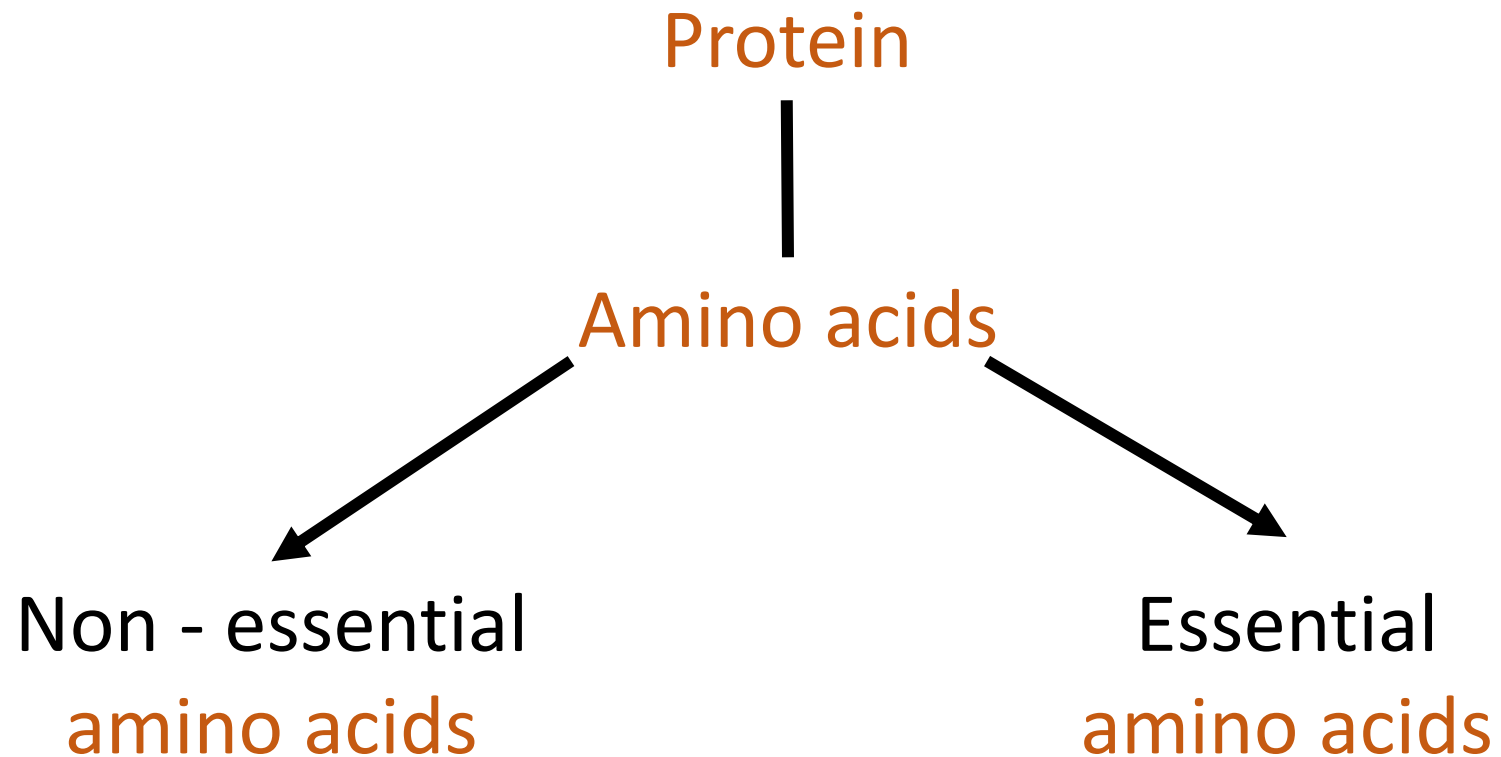 Protein
Amino acids
Non - essential
amino acids
Essential
amino acids